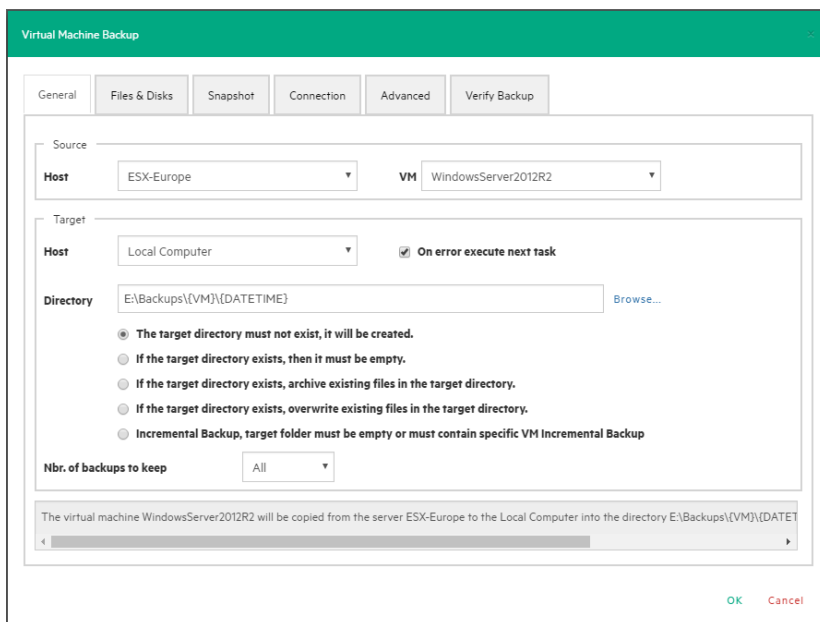 Virtual Machine Backup
General Files & Disks Snapshot Connection Advanced Verify Backup
Source
Host ESX-Europe VM WindowsServer2012R2
Target
Host Local Computer On error execute next task
Directory E:\Backups\{VM}\{DATETIME} Browse...
The target directory must not exist, it will be created.
If the target directory exists, then it must be empty.
If the target directory exists, archive existing files in the target directory.
If the target directory exists, overwrite existing files in the target directory.
Incremental Backup, target folder must be empty or must contain specific VM Incremental Backup
Nbr. of backups to keep All
The virtual machine WindowsServer2012R2 will be copied from the server ESX-Europe to the Local Computer into the directory E:\Backups\{VM}\{DATET
OK Cancel